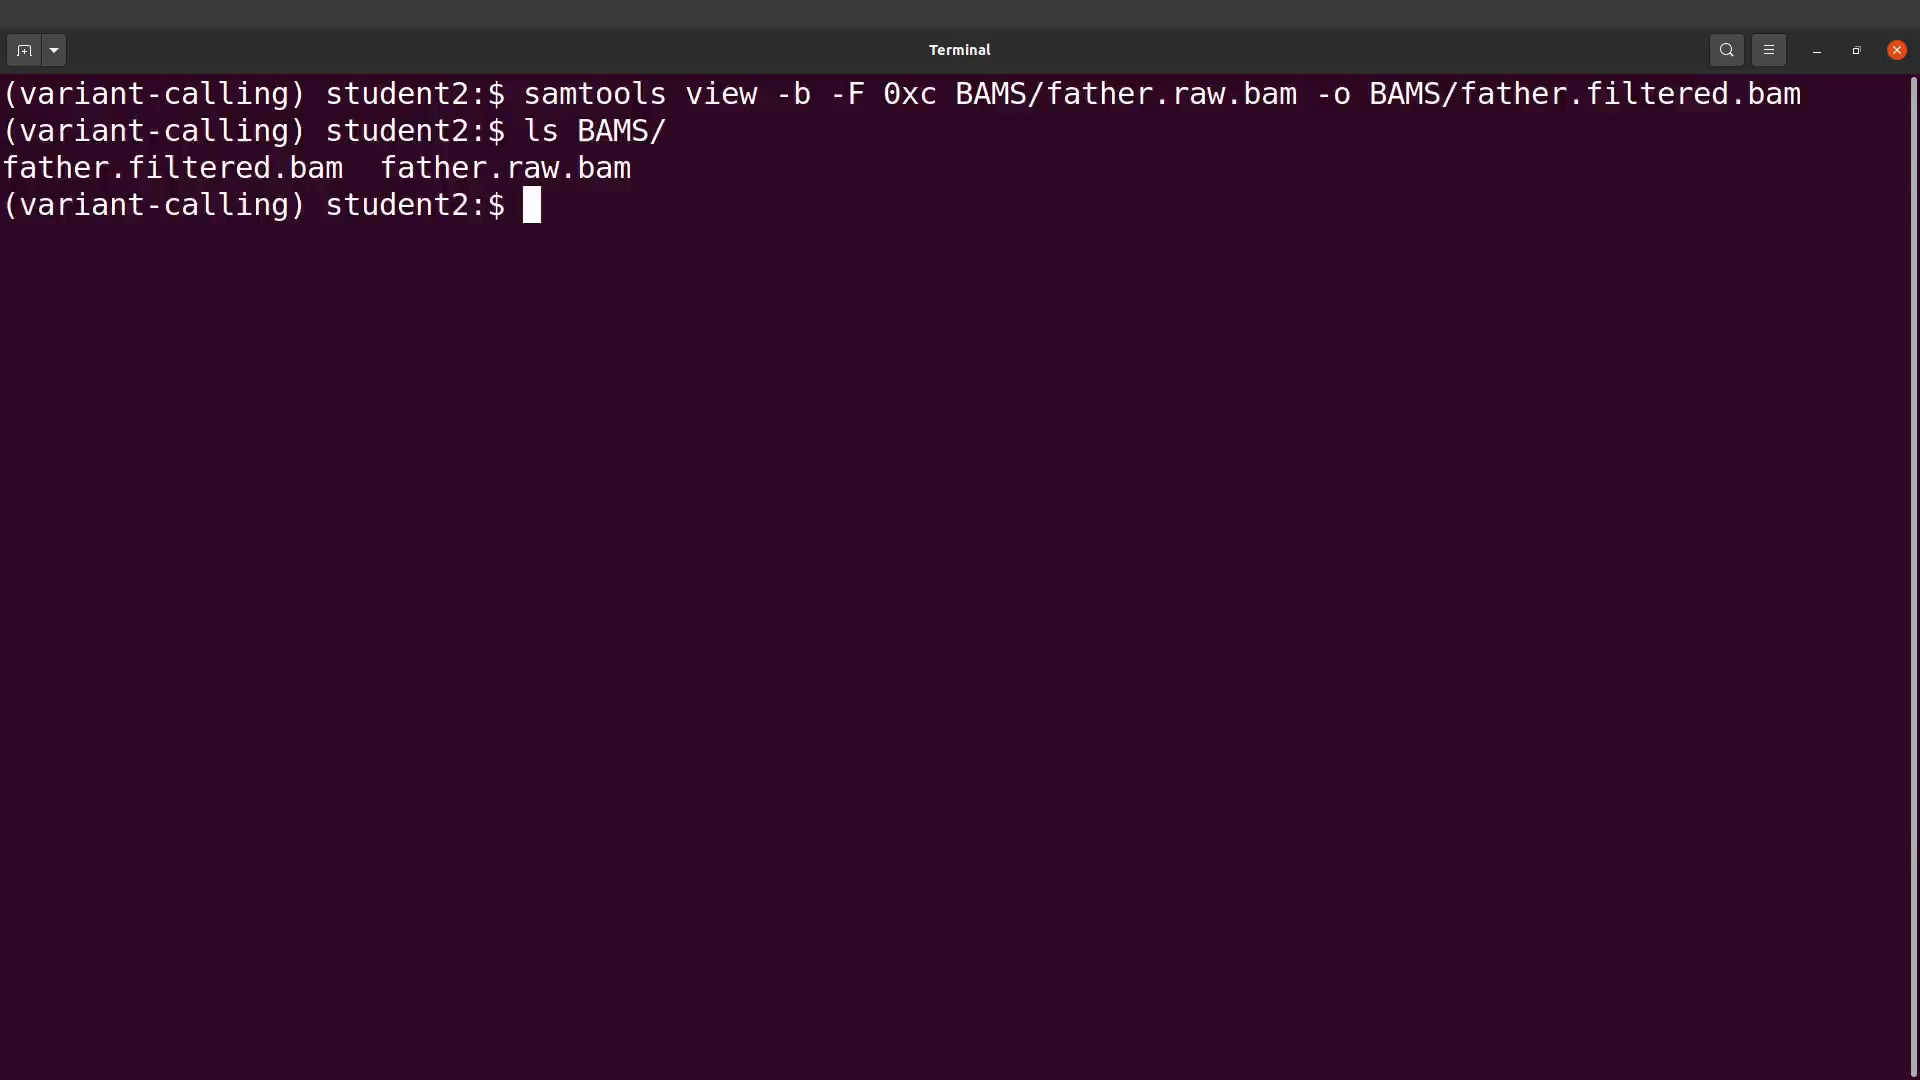 Terminal
(variant-calling) student2:$ samtools view -b -F 0xc BAMS/father.raw.bam -o BAMS/father.filtered.bam
(variant-calling) student2:$ ls BAMS/
father.filtered.bam  father.raw.bam
(variant-calling) student2:$